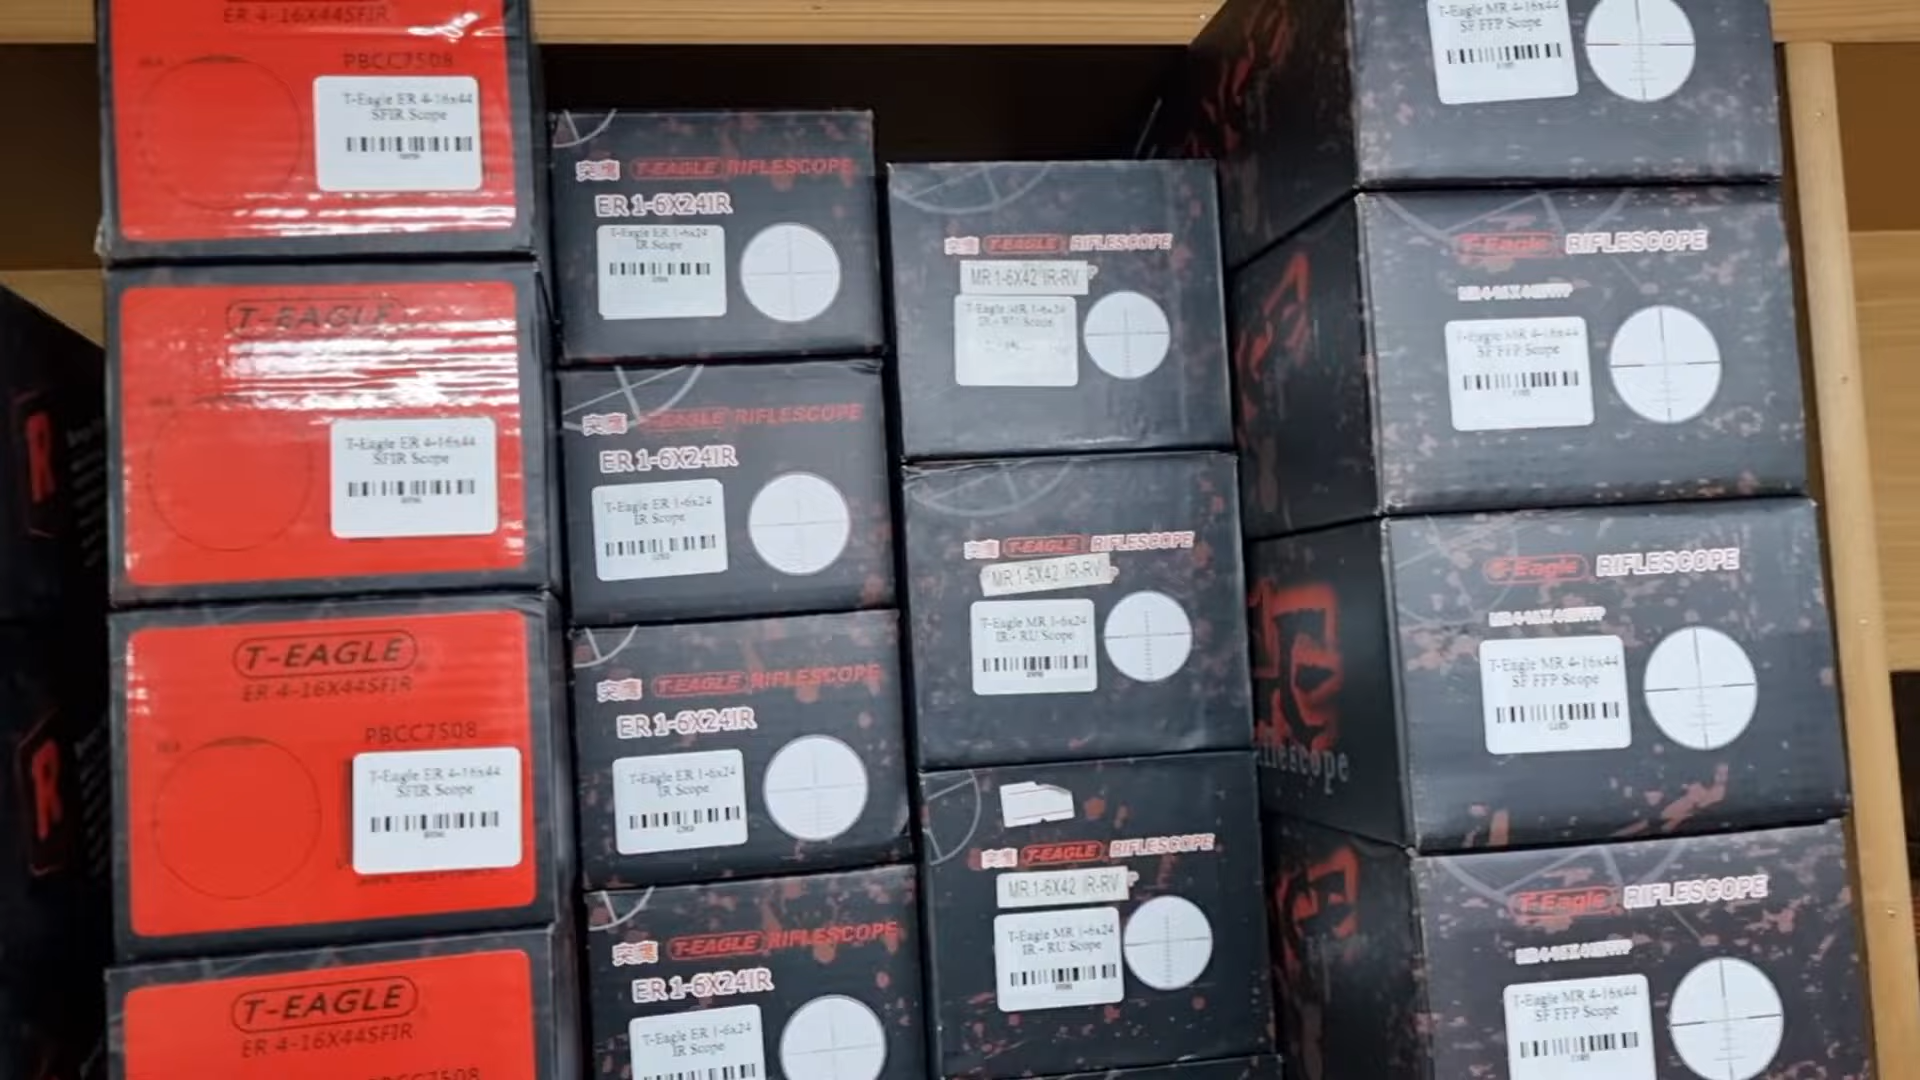 ER 4-16X44SFIR
PBCC7508
T-Eagle ER 4-16x44
SFIR Scope
T-EAGLE
T-Eagle ER 4-16x44
SFIR Scope
T-EAGLE
ER 4-16X44SFIR
PBCC7508
T-Eagle ER 4-16x44
SFIR Scope
T-EAGLE
ER 4-16X44SFIR
PBCC7508
突鹰 T-EAGLE RIFLESCOPE
ER 1-6X24IR
T-Eagle ER 1-6x24
IR Scope
突鹰 T-EAGLE RIFLESCOPE
ER 1-6X24IR
T-Eagle ER 1-6x24
IR Scope
突鹰 T-EAGLE RIFLESCOPE
ER 1-6X24IR
T-Eagle ER 1-6x24
IR Scope
突鹰 T-EAGLE RIFLESCOPE
ER 1-6X24IR
T-Eagle ER 1-6x24
IR Scope
突鹰 T-EAGLE RIFLESCOPE
MR 1-6X42 IR-RV
T-Eagle MR 1-6x24
IR - RU Scope
突鹰 T-EAGLE RIFLESCOPE
MR 1-6X42 IR-RV
T-Eagle MR 1-6x24
IR - RU Scope
突鹰 T-EAGLE RIFLESCOPE
MR 1-6X42 IR-RV
T-Eagle MR 1-6x24
IR - RU Scope
T-Eagle MR 4-16x44
SF FFP Scope
T-Eagle RIFLESCOPE
T-Eagle MR 4-16x44
SF FFP Scope
T-Eagle RIFLESCOPE
T-Eagle MR 4-16x44
SF FFP Scope
T-Eagle RIFLESCOPE
T-Eagle MR 4-16x44
SF FFP Scope
R
R